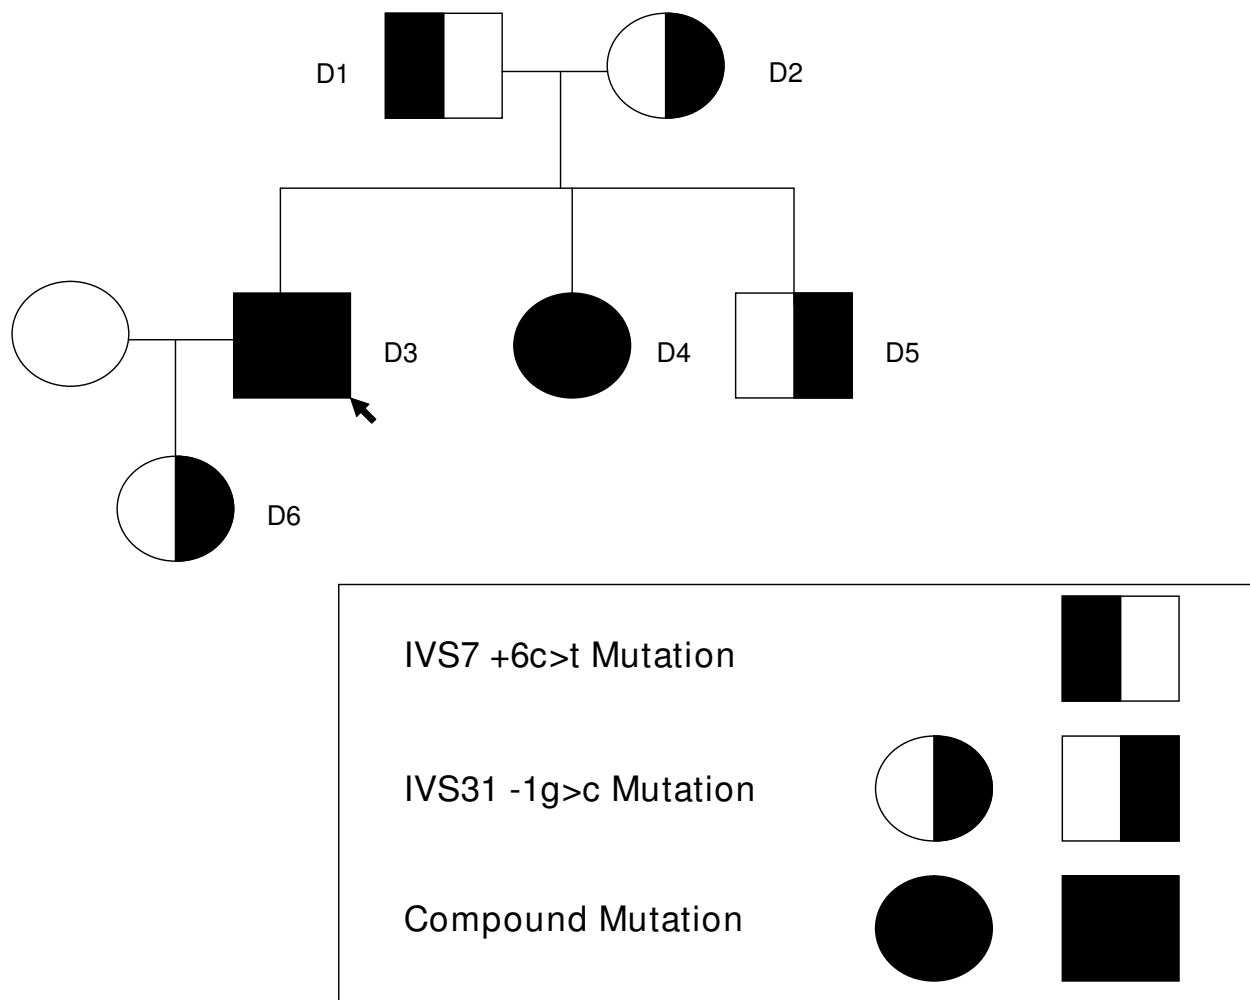 D1
D2
D3
D4
D5
D6
IVS7 +6c>t Mutation
IVS31 -1g>c Mutation
Compound Mutation